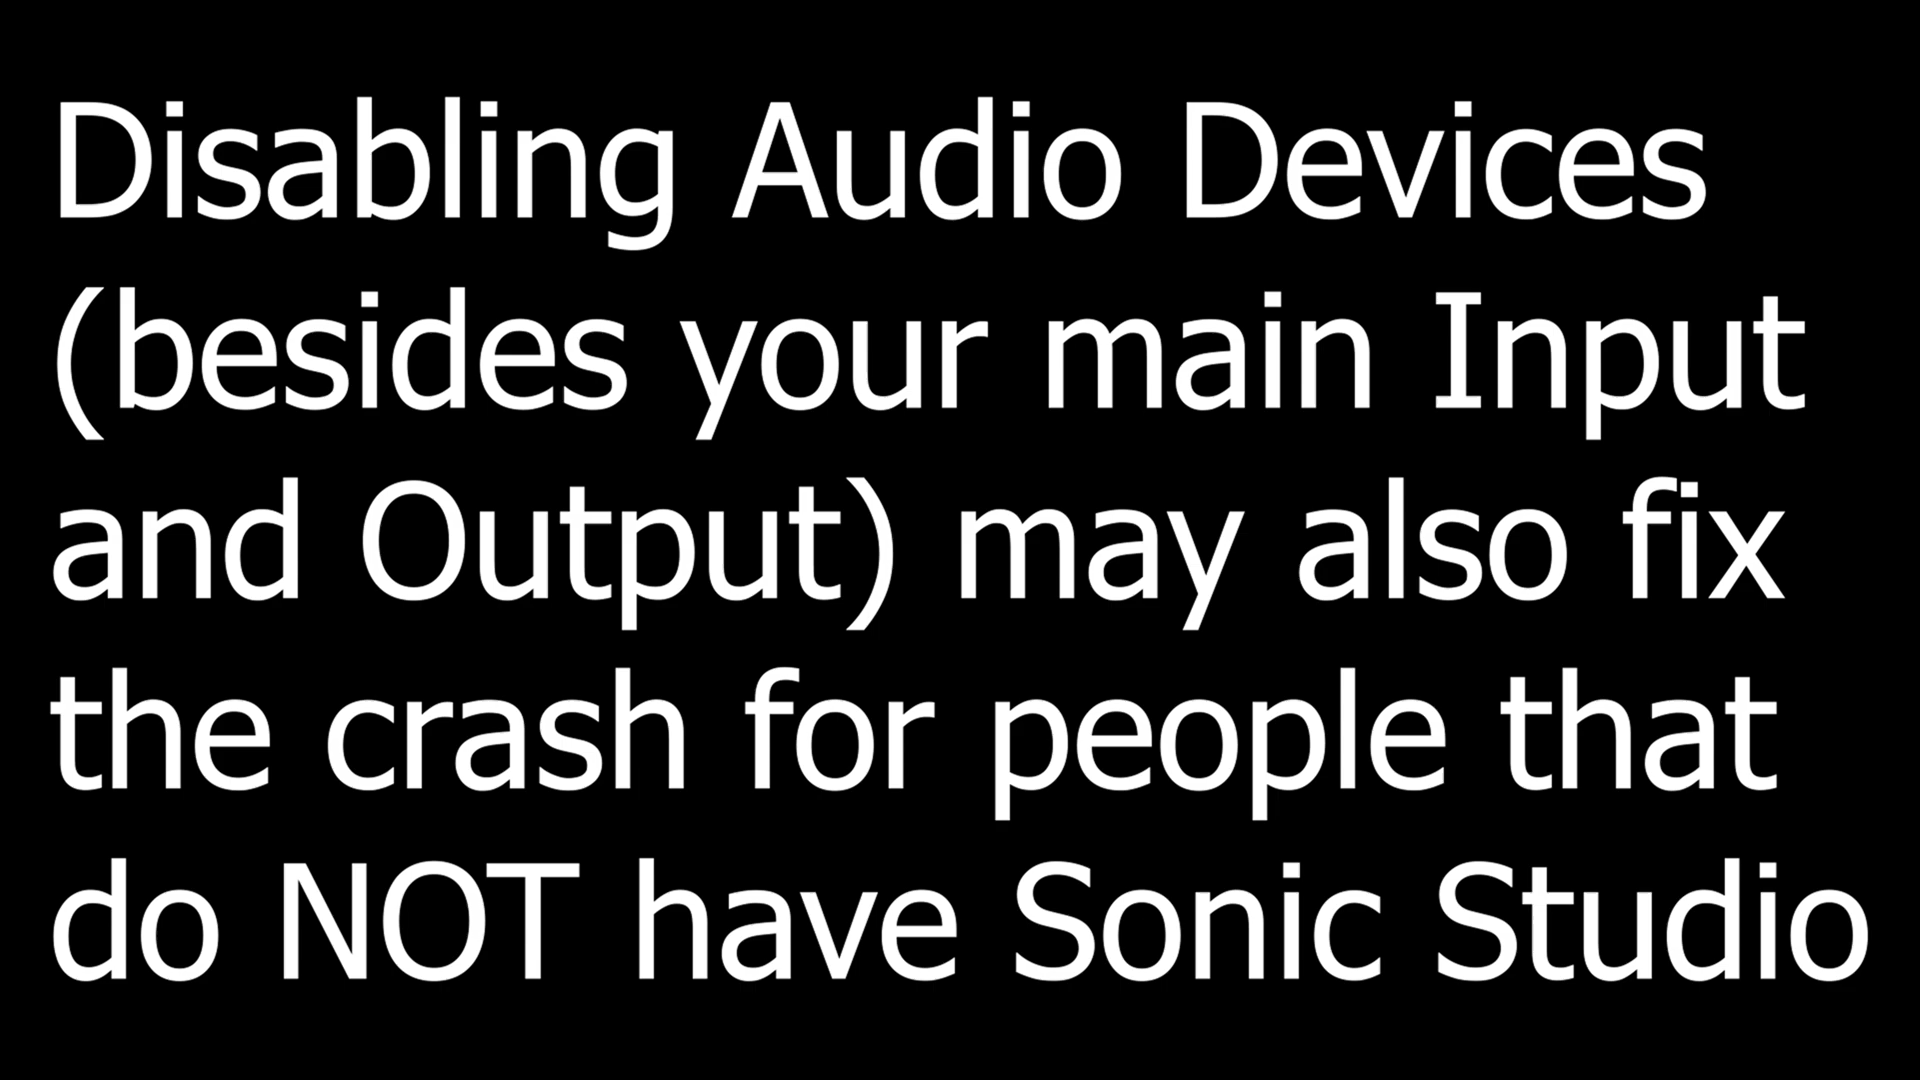 Disabling Audio Devices
(besides your main Input
and Output) may also fix
the crash for people that
do NOT have Sonic Studio